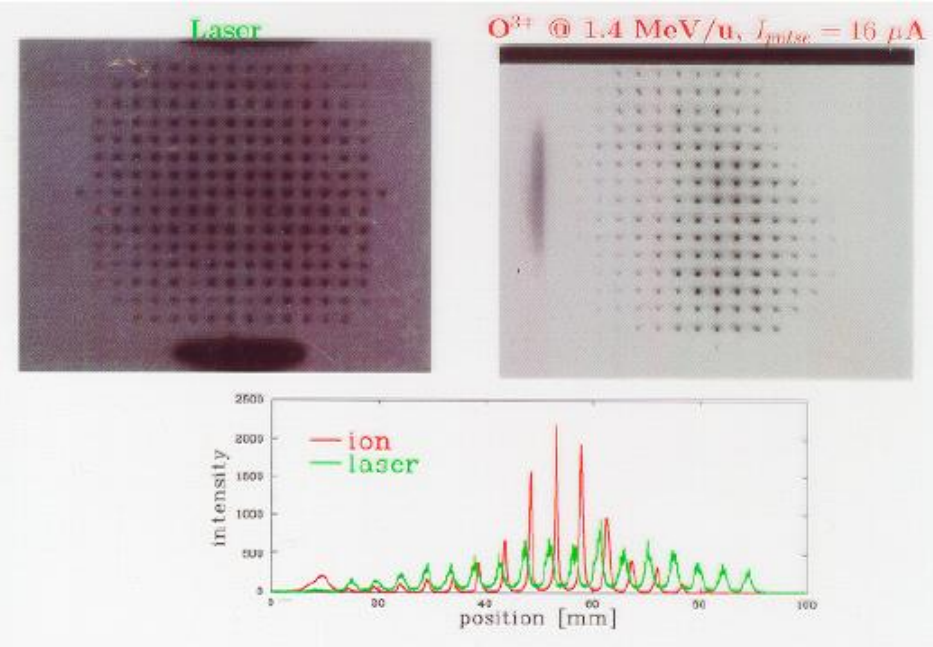 Laser
O³⁺ @ 1.4 MeV/u, I_pulse = 16 μA
2500
2000
1500
1000
500
0
intensity
ion
laser
0 20 40 60 80 100
position [mm]